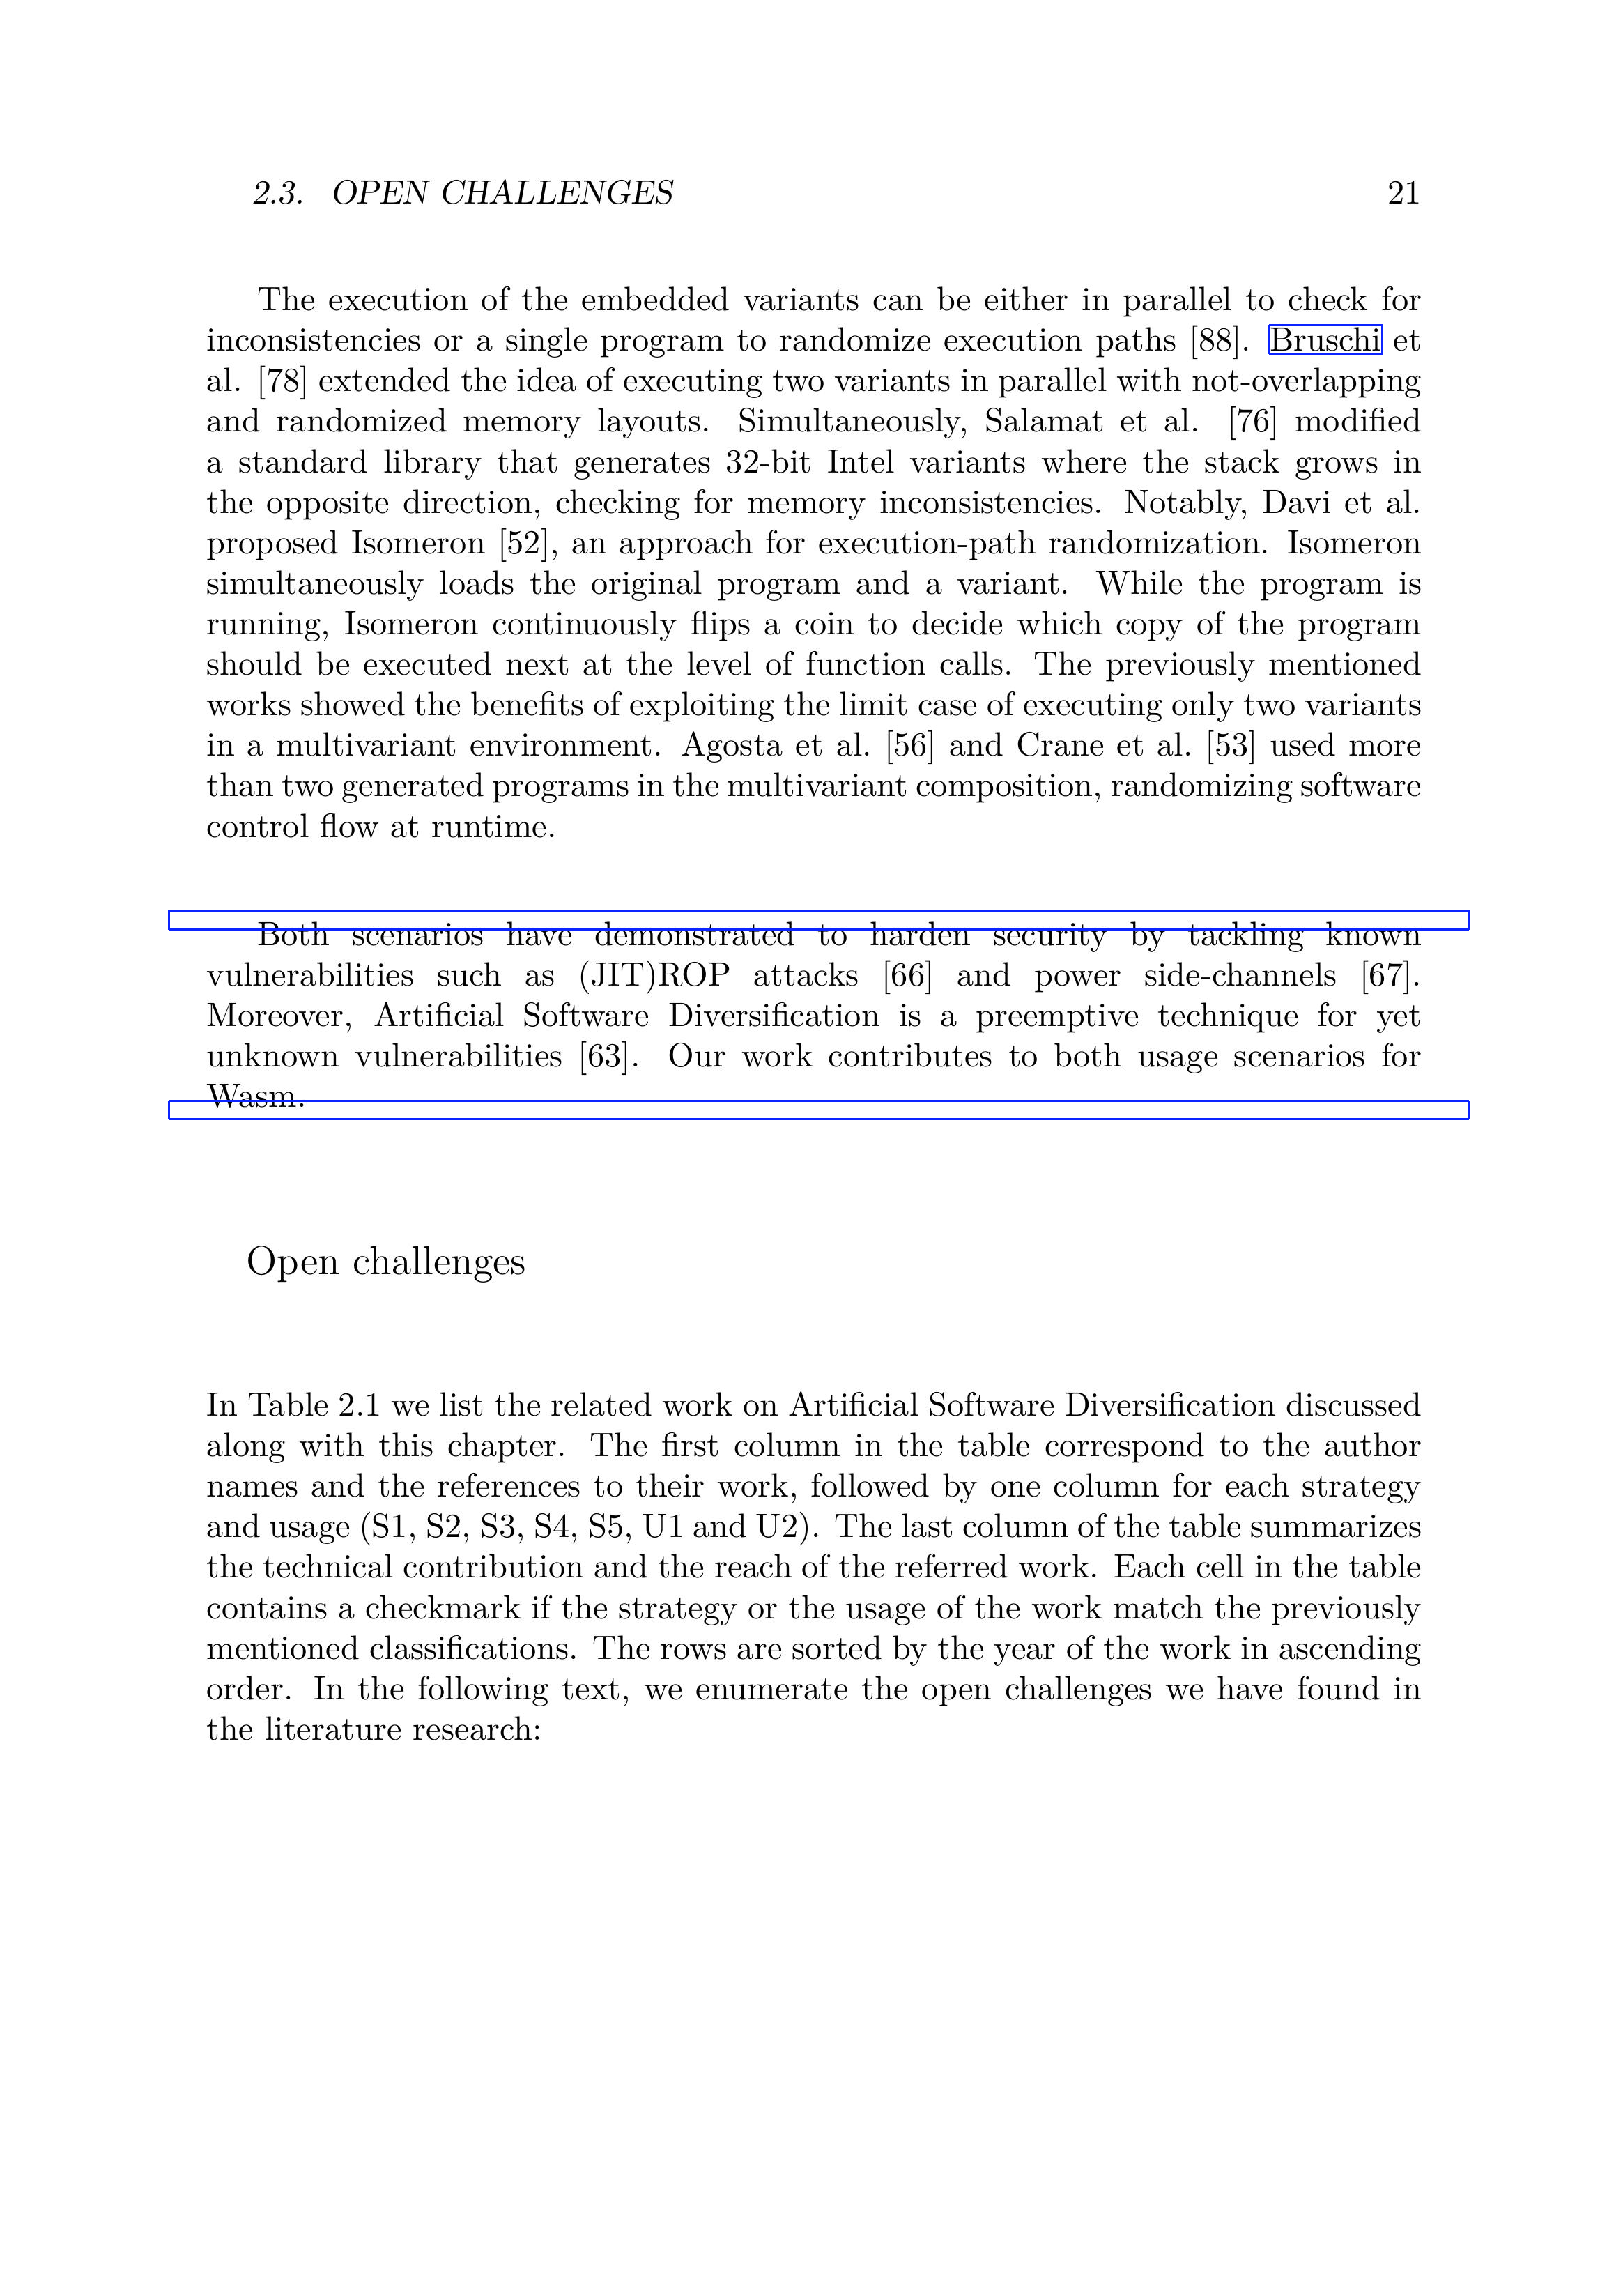 2.3. OPEN CHALLENGES 21
The execution of the embedded variants can be either in parallel to check for
inconsistencies or a single program to randomize execution paths [88]. Bruschi et
al. [78] extended the idea of executing two variants in parallel with not-overlapping
and randomized memory layouts. Simultaneously, Salamat et al. [76] modified
a standard library that generates 32-bit Intel variants where the stack grows in
the opposite direction, checking for memory inconsistencies. Notably, Davi et al.
proposed Isomeron [52], an approach for execution-path randomization. Isomeron
simultaneously loads the original program and a variant. While the program is
running, Isomeron continuously flips a coin to decide which copy of the program
should be executed next at the level of function calls. The previously mentioned
works showed the benefits of exploiting the limit case of executing only two variants
in a multivariant environment. Agosta et al. [56] and Crane et al. [53] used more
than two generated programs in the multivariant composition, randomizing software
control flow at runtime.
Both scenarios have demonstrated to harden security by tackling known
vulnerabilities such as (JIT)ROP attacks [66] and power side-channels [67].
Moreover, Artificial Software Diversification is a preemptive technique for yet
unknown vulnerabilities [63]. Our work contributes to both usage scenarios for
Wasm.
Open challenges
In Table 2.1 we list the related work on Artificial Software Diversification discussed
along with this chapter. The first column in the table correspond to the author
names and the references to their work, followed by one column for each strategy
and usage (S1, S2, S3, S4, S5, U1 and U2). The last column of the table summarizes
the technical contribution and the reach of the referred work. Each cell in the table
contains a checkmark if the strategy or the usage of the work match the previously
mentioned classifications. The rows are sorted by the year of the work in ascending
order. In the following text, we enumerate the open challenges we have found in
the literature research: